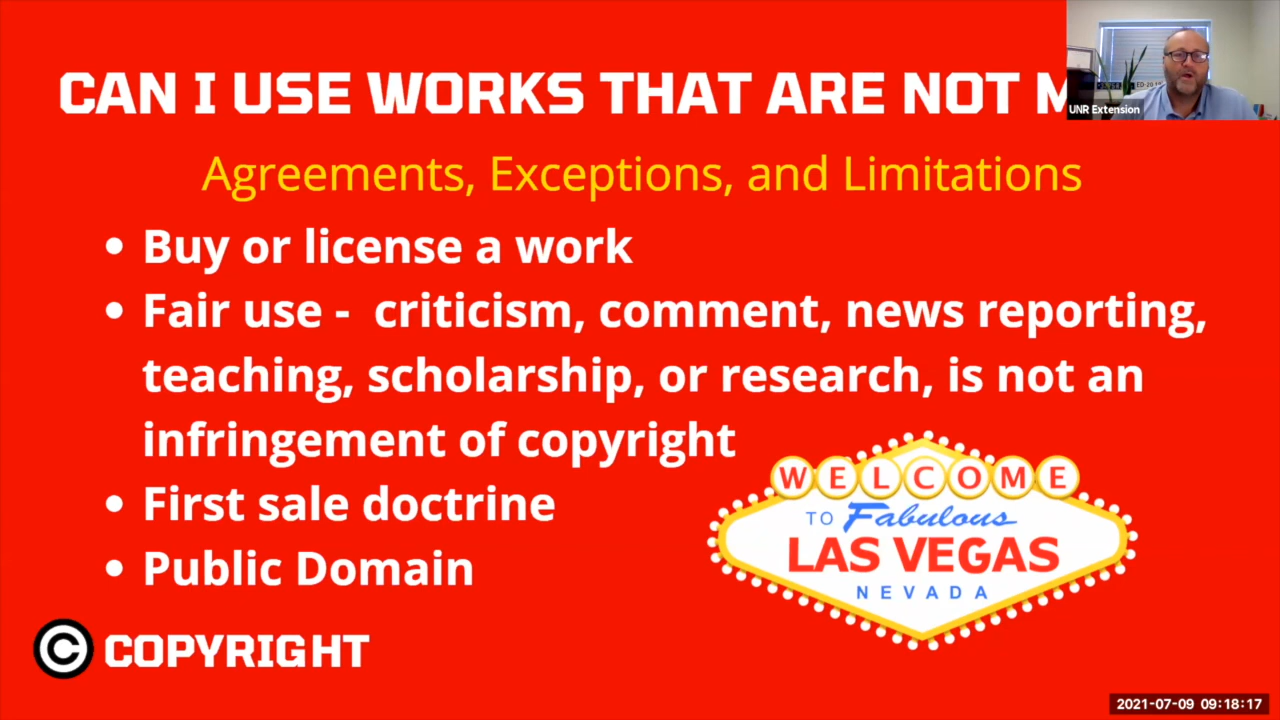 CAN I USE WORKS THAT ARE NOT
UNR Extension
Agreements, Exceptions, and Limitations
• Buy or license a work
• Fair use - criticism, comment, news reporting,
teaching, scholarship, or research, is not an
infringement of copyright
• First sale doctrine
• Public Domain
WELCOME
TO Fabulous
LAS VEGAS
NEVADA
© COPYRIGHT
2021-07-09 09:18:17